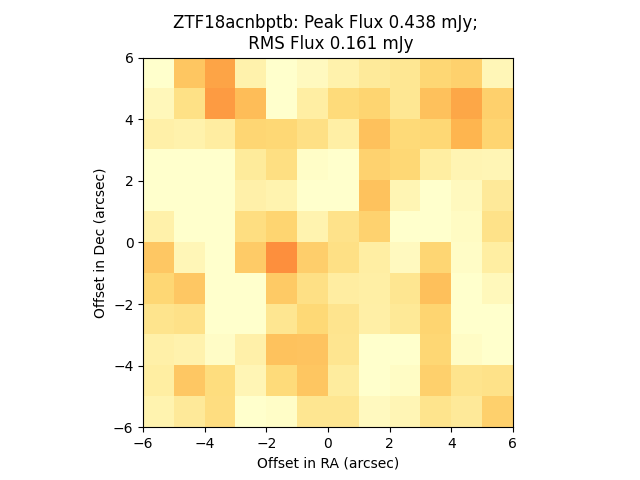 ZTF18acnbptb: Peak Flux 0.438 mJy;
RMS Flux 0.161 mJy
6
4
2
0
−2
−4
−6
Offset in Dec (arcsec)
−6 −4 −2 0 2 4 6
Offset in RA (arcsec)